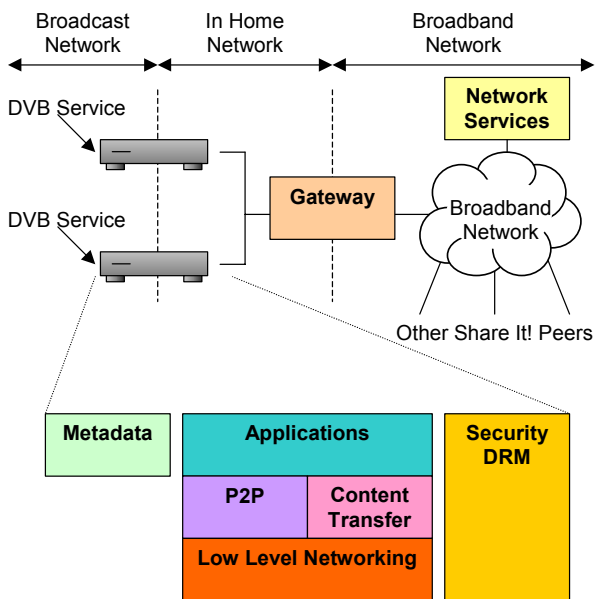 Broadcast
Network
In Home
Network
Broadband
Network
DVB Service
Network
Services
Gateway
Broadband
Network
DVB Service
Other Share It! Peers
Metadata
Applications
Security
DRM
P2P
Content
Transfer
Low Level Networking